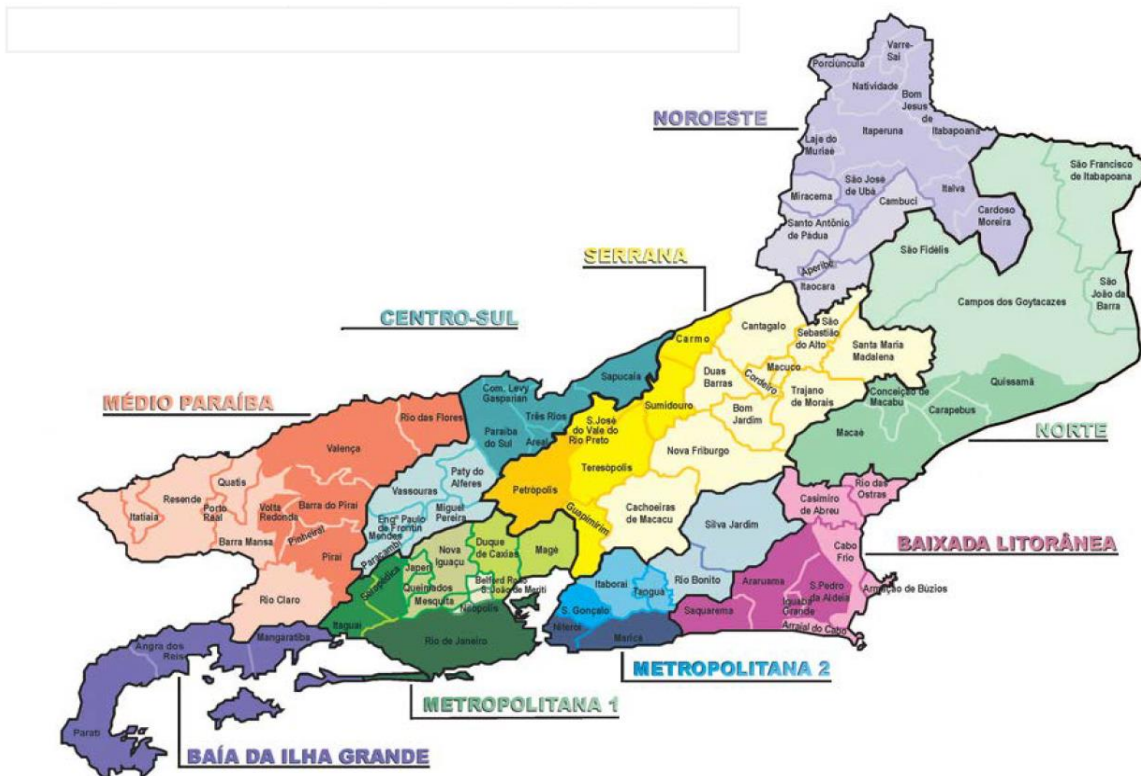 Varre-
Sai
Porciúncula
Natividade
Bom
Jesus de
Itabapoana
NOROESTE
Itaperuna
Laje do
Muriaé
São Francisco
de Itabapoana
São José
de Ubá
Italva
Miracema
Cambuci
Cardoso
Moreira
Santo Antônio
de Pádua
São Fidélis
SERRANA
Aperibé
Itaocara
São
João da
Barra
Campos dos Goytacazes
CENTRO-SUL
Cantagalo
São
Sebastião
do Alto
Carmo
Santa Maria
Madalena
Macuco
Cordeiro
Duas
Barras
Sapucaia
Com. Levy
Gasparian
Trajano
de Morais
Conceição de
Macabu
Quissamã
MÉDIO PARAÍBA
Rio das Flores
Três Rios
Sumidouro
S.José
do Vale do
Rio Preto
Bom
Jardim
Carapebus
Paraíba
do Sul
Areal
Macaé
NORTE
Valença
Nova Friburgo
Teresópolis
Paty do
Alferes
Vassouras
Petrópolis
Quatis
Resende
Itatiaia
Porto
Real
Volta
Redonda
Barra do Piraí
Rio das
Ostras
Casimiro
de Abreu
Miguel
Pereira
Engº Paulo
de Frontin
Mendes
Guapimirim
Cachoeiras
de Macacu
Silva Jardim
Barra Mansa
Pinheiral
Piraí
Paracambi
Nova
Iguaçu
Duque
de Caxias
Magé
BAIXADA LITORÂNEA
Cabo
Frio
Japeri
Seropédica
Queimados
Belford Roxo
S. João de Meriti
Mesquita
Nilópolis
Itaboraí
Tanguá
Rio Bonito
Araruama
S.Pedro
da Aldeia
Armação de Búzios
Rio Claro
S. Gonçalo
Saquarema
Iguaba
Grande
Arraial do Cabo
Itaguaí
Niterói
Maricá
Rio de Janeiro
Mangaratiba
Angra dos
Reis
METROPOLITANA 2
METROPOLITANA 1
Parati
BAÍA DA ILHA GRANDE